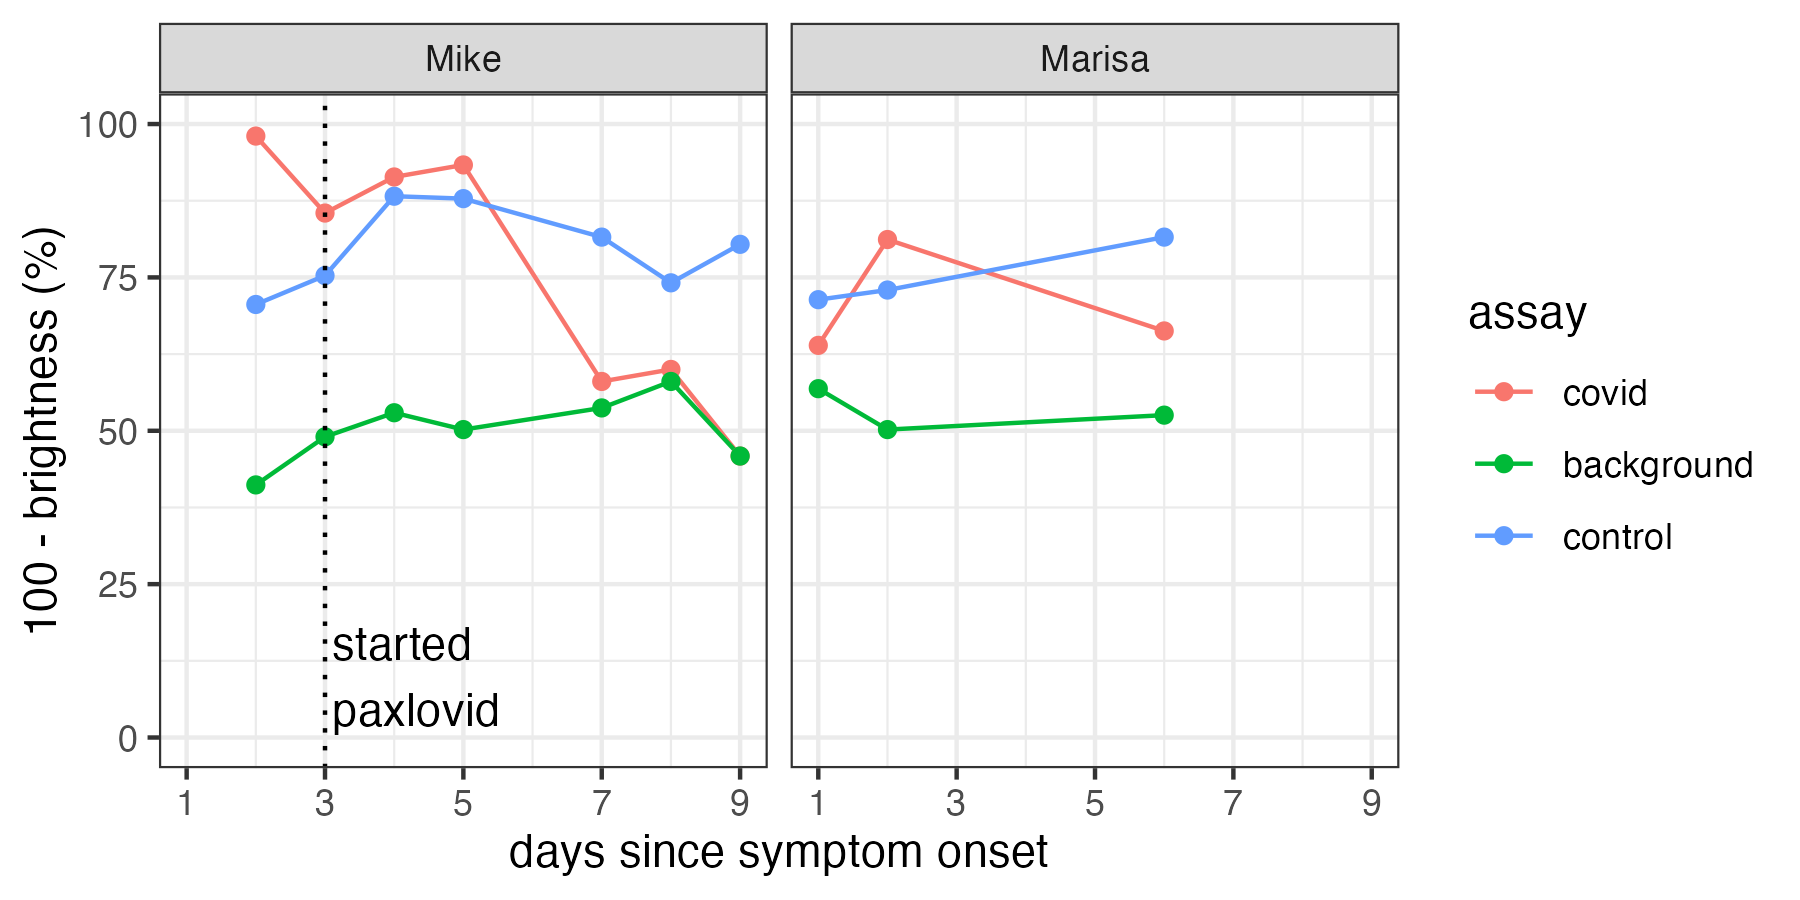 Mike
Marisa
100 - brightness (%)
100
75
50
25
0
started
paxlovid
1 3 5 7 9
1 3 5 7 9
days since symptom onset
assay
covid
background
control